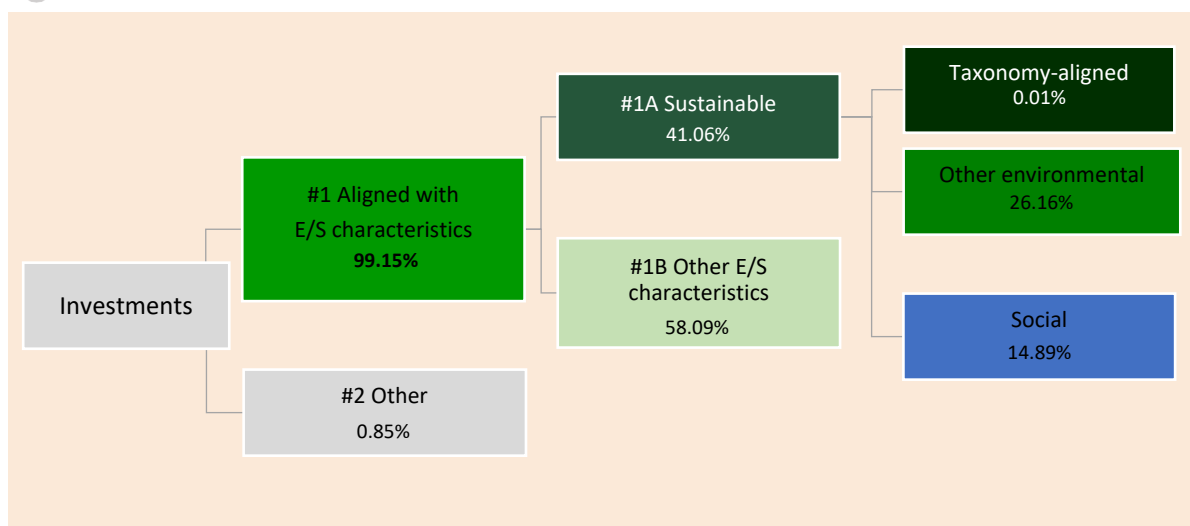 Investments
#1 Aligned with
E/S characteristics
99.15%
#2 Other
0.85%
#1A Sustainable
41.06%
#1B Other E/S
characteristics
58.09%
Taxonomy-aligned
0.01%
Other environmental
26.16%
Social
14.89%